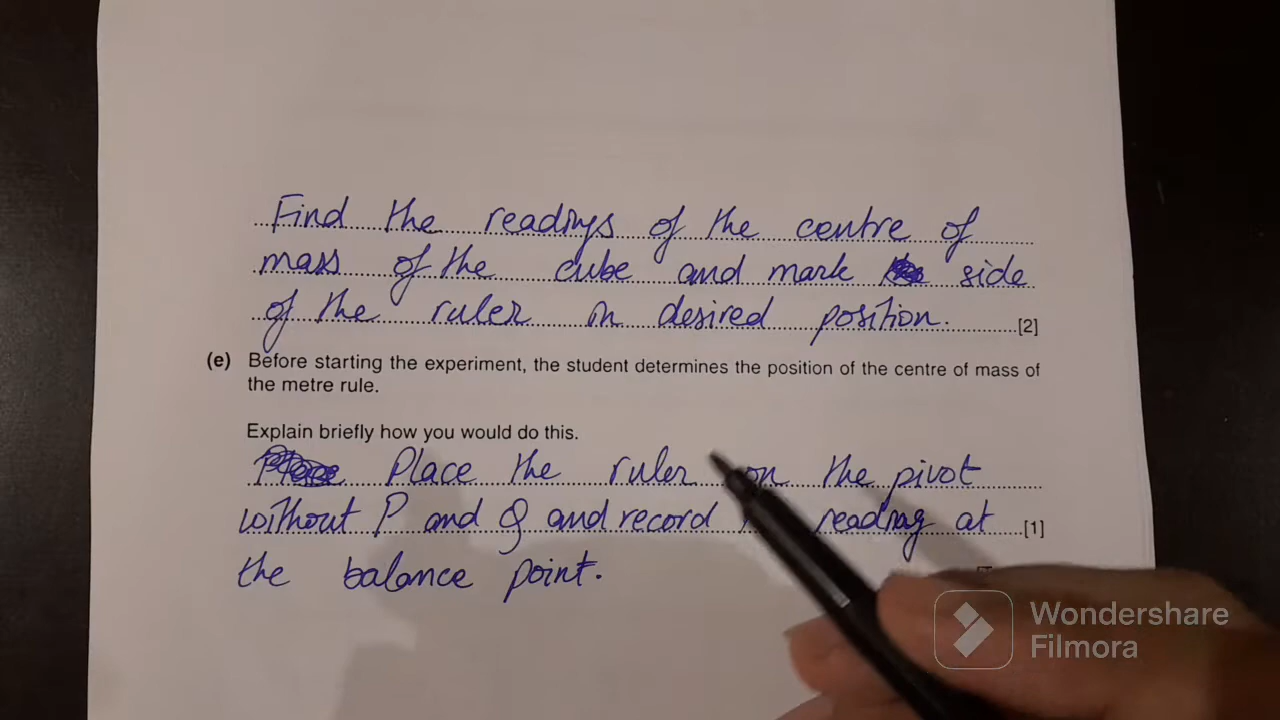 Find the readings of the centre of
mass of the cube and mark side
of the ruler in desired position. [2]
(e) Before starting the experiment, the student determines the position of the centre of mass of
the metre rule.
Explain briefly how you would do this.
Place the ruler on the pivot
without P and Q and record reading at [1]
the balance point.
Wondershare
Filmora